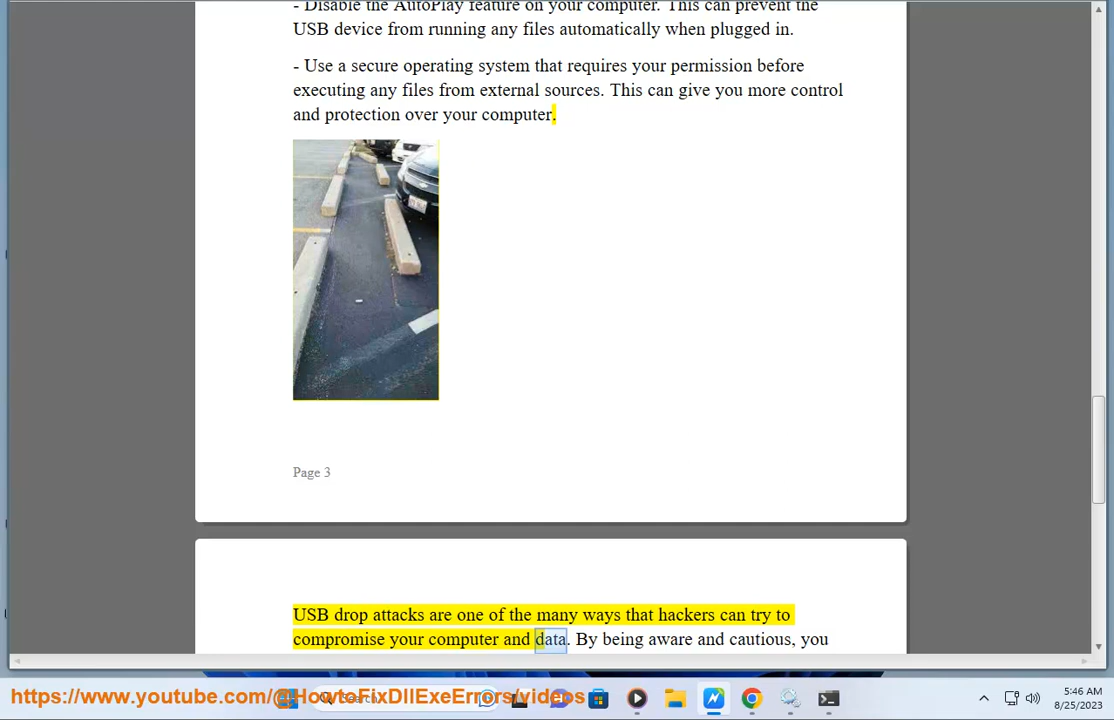 - Disable the AutoPlay feature on your computer. This can prevent the
USB device from running any files automatically when plugged in.
- Use a secure operating system that requires your permission before
executing any files from external sources. This can give you more control
and protection over your computer.
Page 3
USB drop attacks are one of the many ways that hackers can try to
compromise your computer and data. By being aware and cautious, you
https://www.youtube.com/@HowtoFixDllExeErrors/videos
Search
5:46 AM
8/25/2023